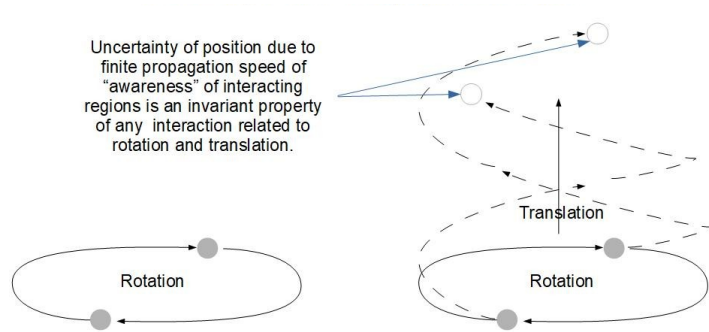 Uncertainty of position due to
finite propagation speed of
“awareness” of interacting
regions is an invariant property
of any interaction related to
rotation and translation.
Translation
Rotation
Rotation